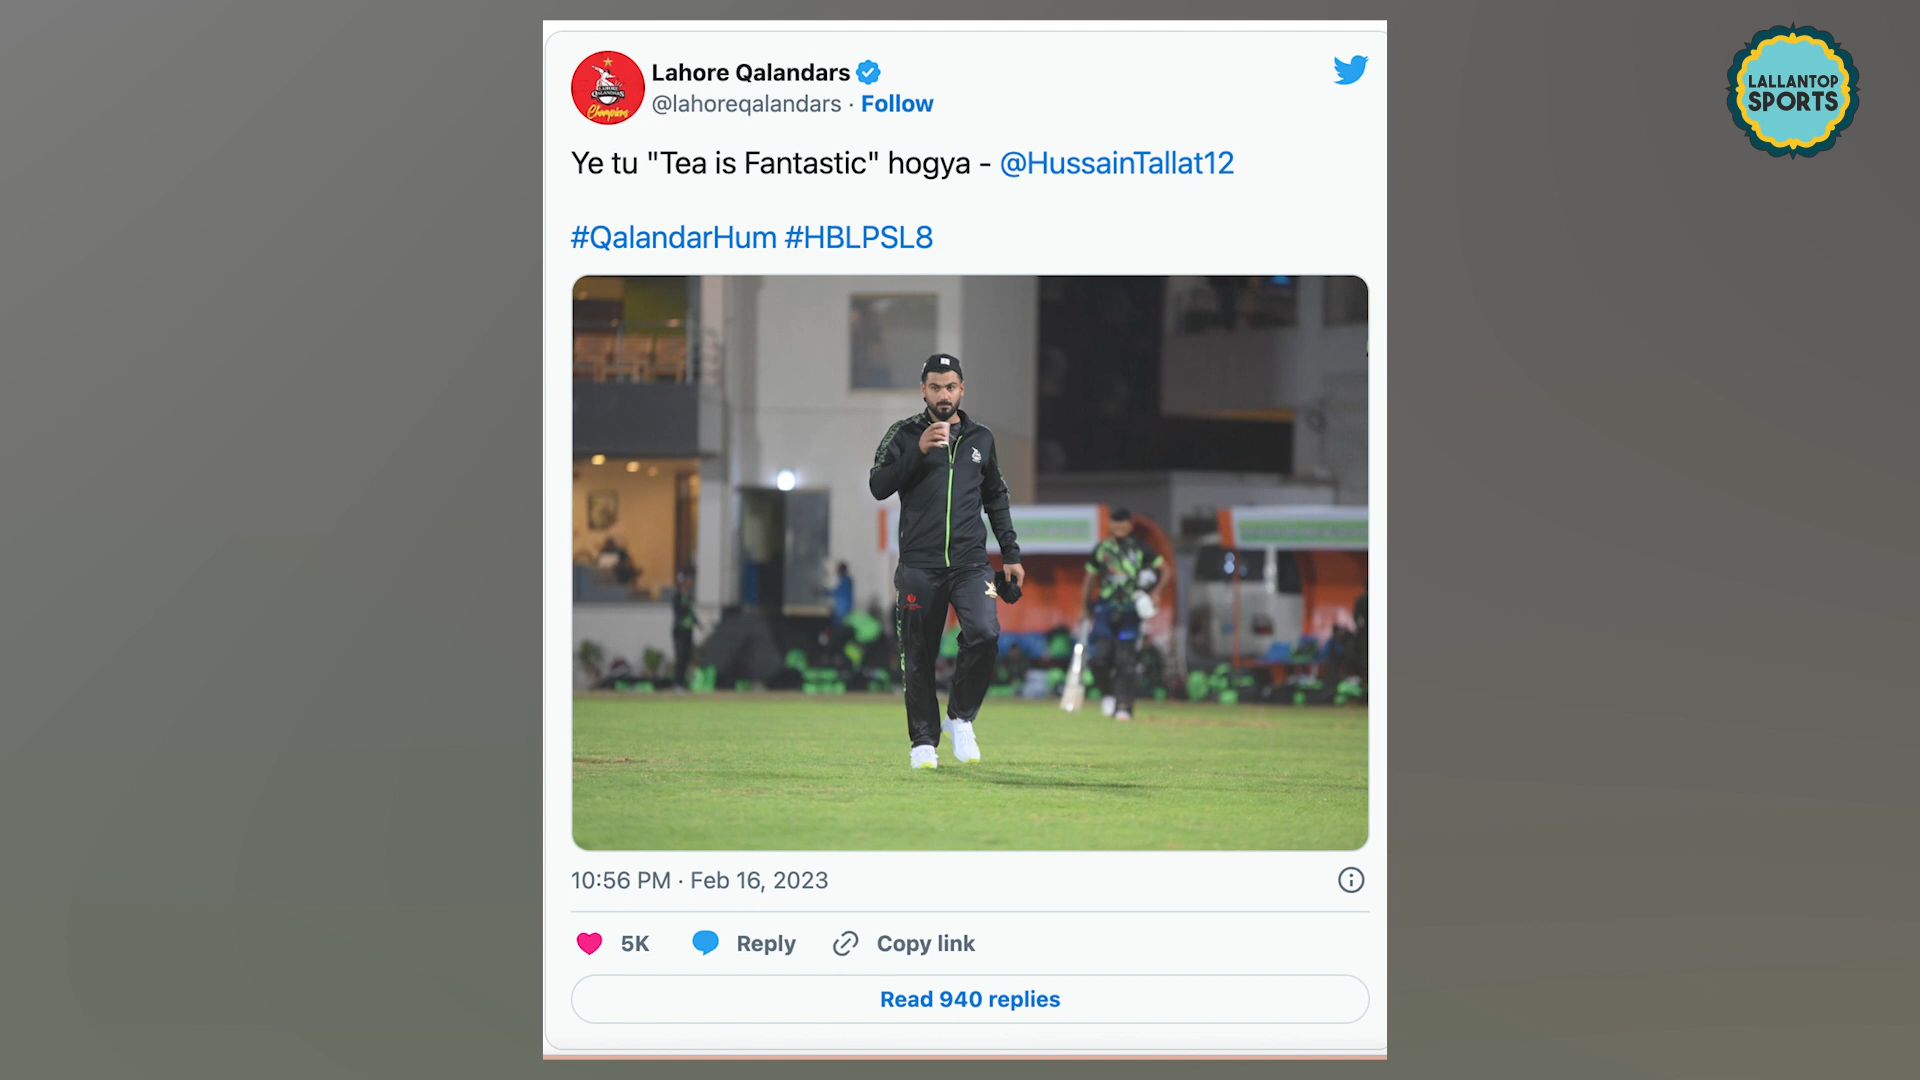 Lahore Qalandars
@lahoreqalandars · Follow
LALLANTOP
SPORTS
Ye tu "Tea is Fantastic" hogya - @HussainTallat12
#QalandarHum #HBLPSL8
10:56 PM · Feb 16, 2023
5K Reply Copy link
Read 940 replies